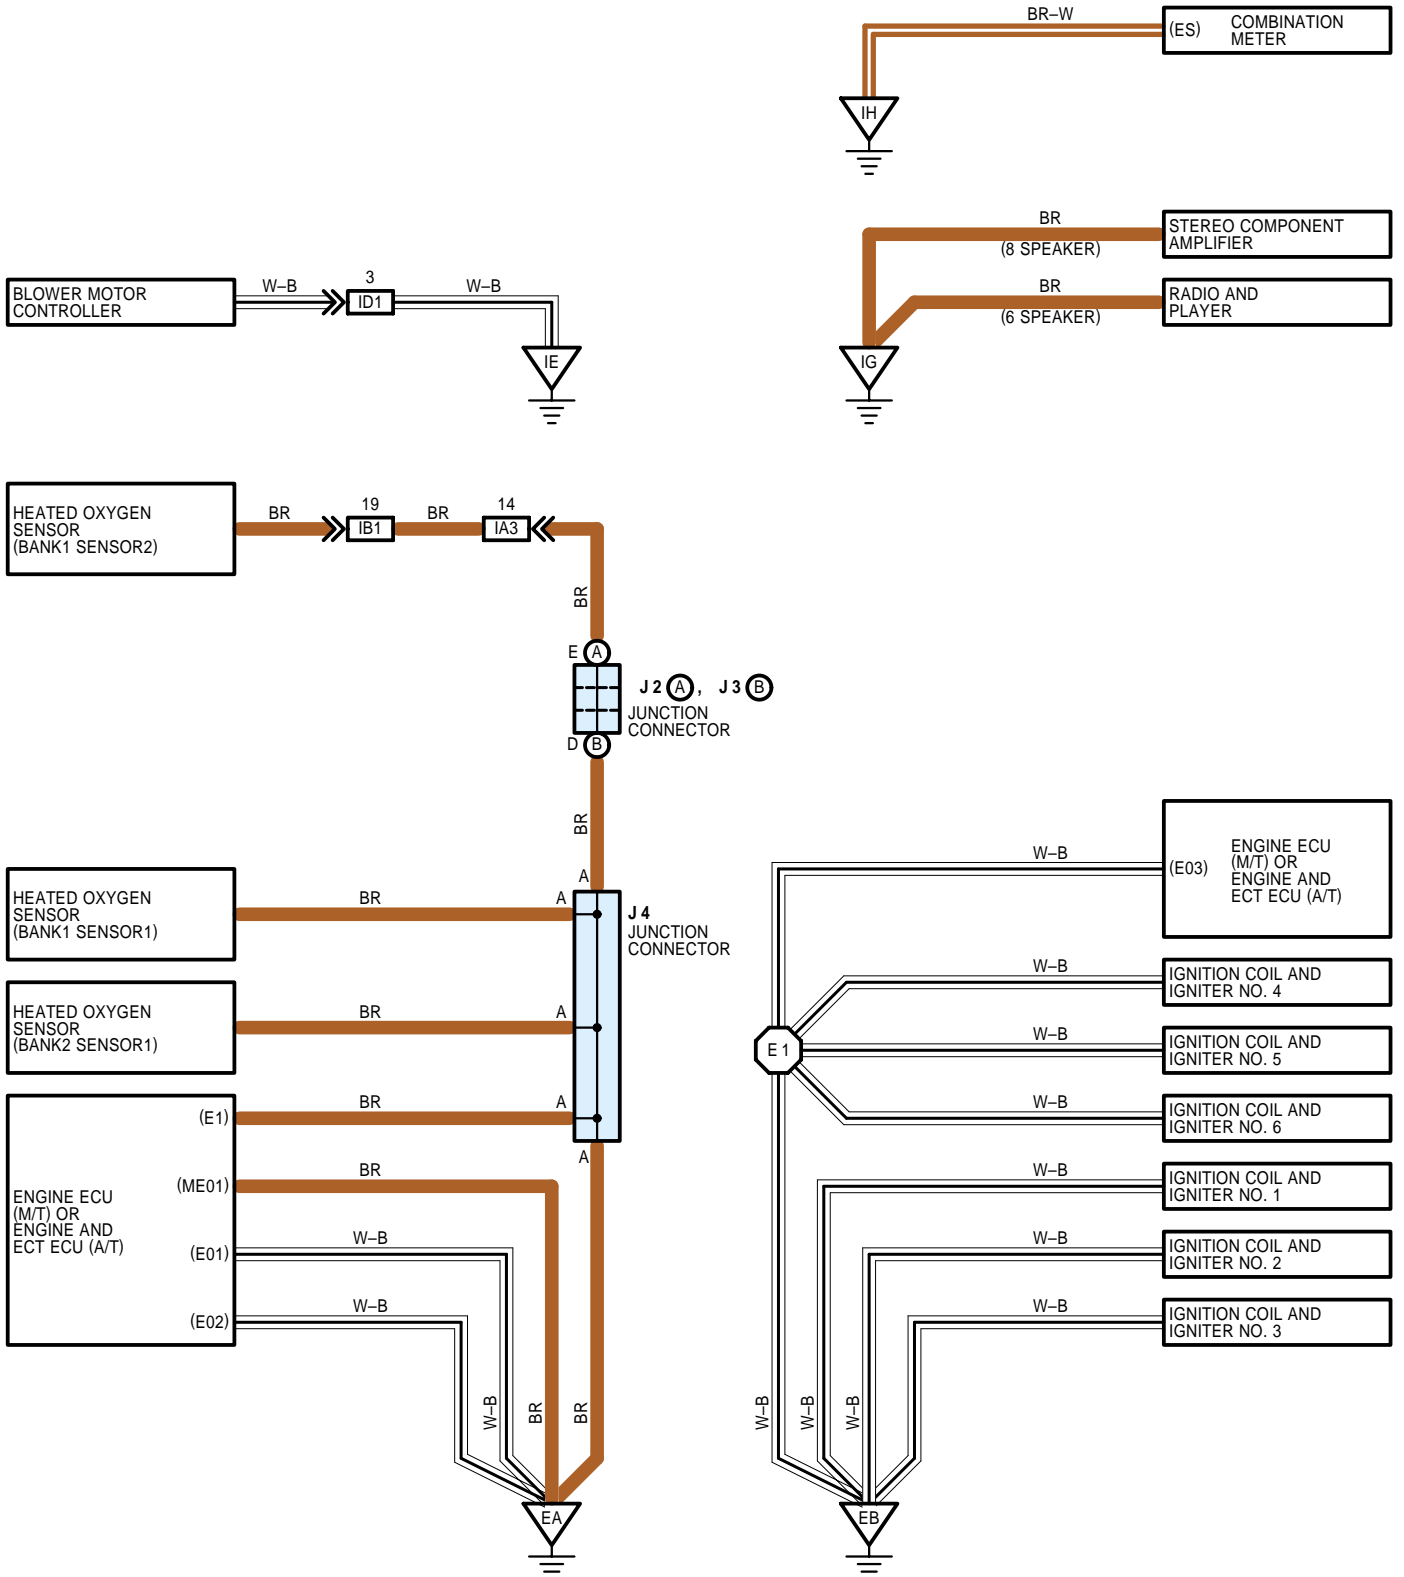 BR–W
(ES)
COMBINATION
METER
IH
BR
(8 SPEAKER)
STEREO COMPONENT
AMPLIFIER
BR
(6 SPEAKER)
RADIO AND
PLAYER
IG
BLOWER MOTOR
CONTROLLER
W–B
3
ID1
W–B
IE
HEATED OXYGEN
SENSOR
(BANK1 SENSOR2)
BR
19
IB1
BR
14
IA3
BR
E
A
J 2 A , J 3 B
JUNCTION
CONNECTOR
D
B
BR
A
HEATED OXYGEN
SENSOR
(BANK1 SENSOR1)
BR
A
J 4
JUNCTION
CONNECTOR
HEATED OXYGEN
SENSOR
(BANK2 SENSOR1)
BR
A
ENGINE ECU
(M/T) OR
ENGINE AND
ECT ECU (A/T)
(E1)
BR
A
A
(ME01)
BR
(E01)
W–B
(E02)
W–B
W–B
BR
BR
EA
W–B
(E03)
ENGINE ECU
(M/T) OR
ENGINE AND
ECT ECU (A/T)
W–B
IGNITION COIL AND
IGNITER NO. 4
E 1
W–B
IGNITION COIL AND
IGNITER NO. 5
W–B
IGNITION COIL AND
IGNITER NO. 6
W–B
IGNITION COIL AND
IGNITER NO. 1
W–B
IGNITION COIL AND
IGNITER NO. 2
W–B
IGNITION COIL AND
IGNITER NO. 3
W–B
W–B
W–B
EB